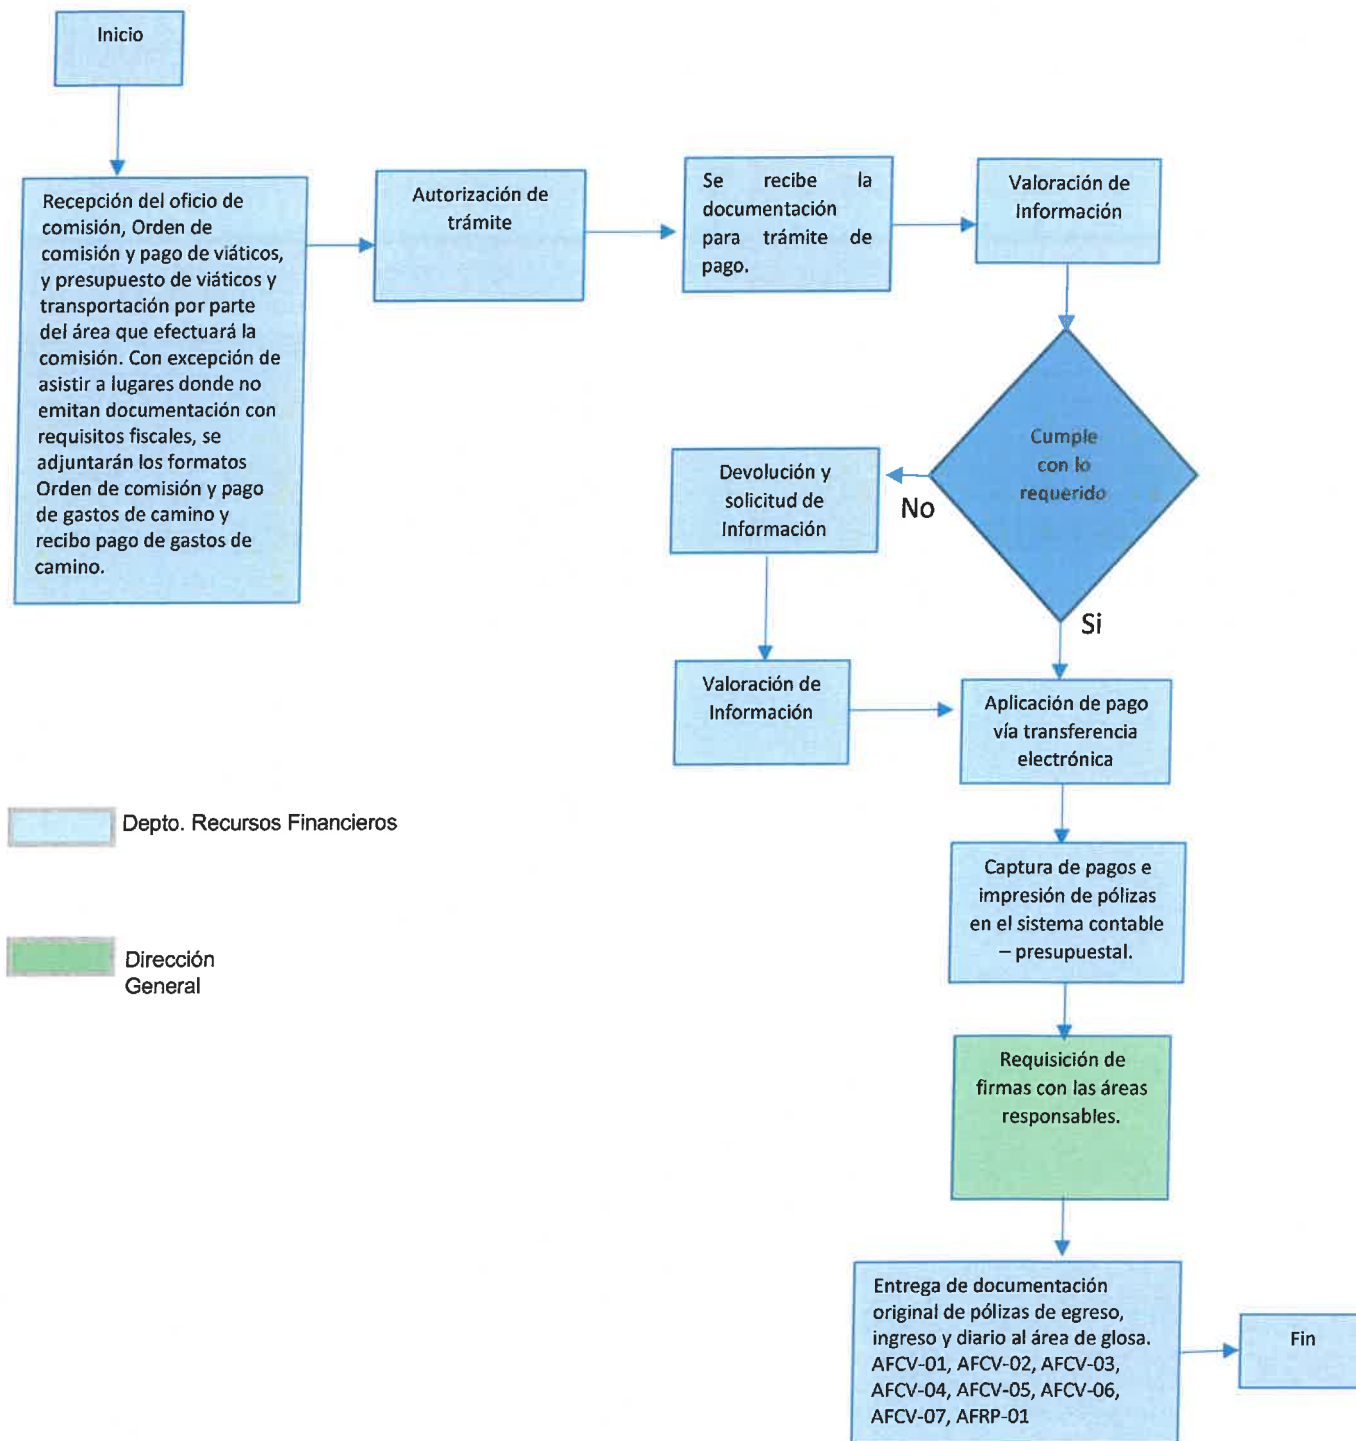 Inicio
Recepción del oficio de
comisión, Orden de
comisión y pago de viáticos,
y presupuesto de viáticos y
transportación por parte
del área que efectuará la
comisión. Con excepción de
asistir a lugares donde no
emitan documentación con
requisitos fiscales, se
adjuntarán los formatos
Orden de comisión y pago
de gastos de camino y
recibo pago de gastos de
camino.
Autorización de
trámite
Se recibe la
documentación
para trámite de
pago.
Valoración de
Información
Cumple
con lo
requerido
No
Si
Devolución y
solicitud de
Información
Valoración de
Información
Aplicación de pago
vía transferencia
electrónica
Captura de pagos e
impresión de pólizas
en el sistema contable
– presupuestal.
Requisición de
firmas con las áreas
responsables.
Entrega de documentación
original de pólizas de egreso,
ingreso y diario al área de glosa.
AFCV-01, AFCV-02, AFCV-03,
AFCV-04, AFCV-05, AFCV-06,
AFCV-07, AFRP-01
Fin
Depto. Recursos Financieros
Dirección
General